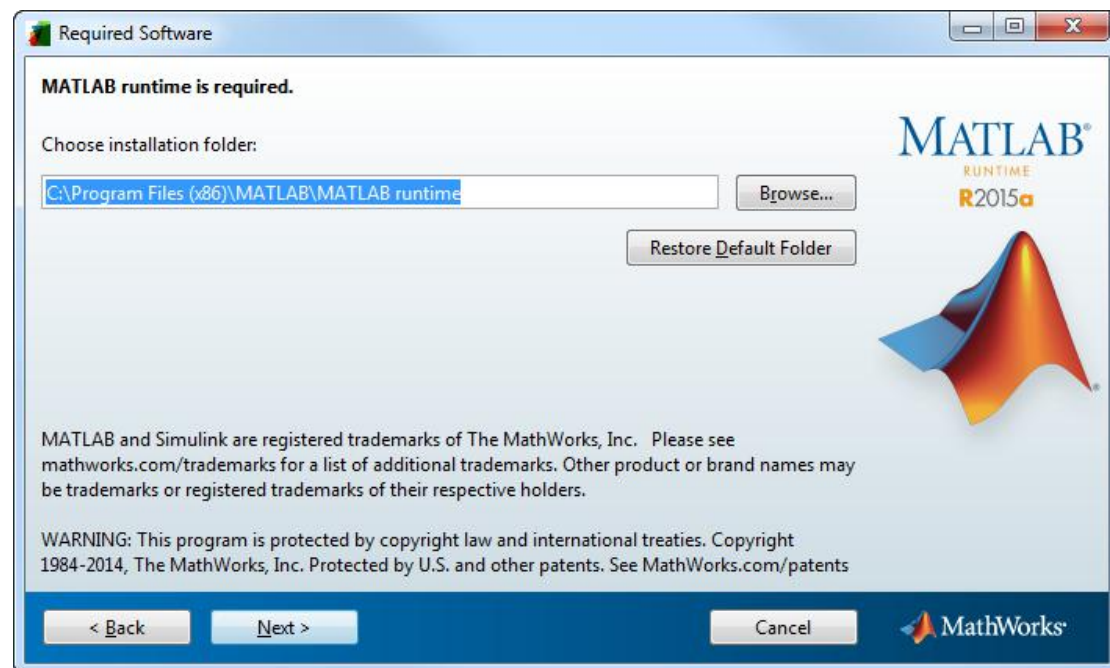 Required Software
MATLAB runtime is required.
Choose installation folder:
C:\Program Files (x86)\MATLAB\MATLAB runtime
Browse...
Restore Default Folder
MATLAB®
RUNTIME
R2015a
MATLAB and Simulink are registered trademarks of The MathWorks, Inc.   Please see
mathworks.com/trademarks for a list of additional trademarks. Other product or brand names may
be trademarks or registered trademarks of their respective holders.
WARNING: This program is protected by copyright law and international treaties. Copyright
1984-2014, The MathWorks, Inc. Protected by U.S. and other patents. See MathWorks.com/patents
< Back
Next >
Cancel
MathWorks®